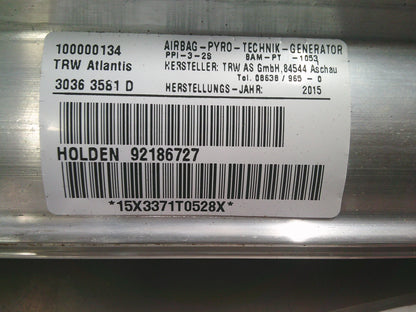 100000134
TRW Atlantis
3036 3581 D
AIRBAG-PYRO-TECHNIK-GENERATOR
PPI-3-2S BAM-PT -1053
HERSTELLER: TRW AS GmbH,84544 Aschau
Tel. 08638 /965 - 0
HERSTELLUNGS-JAHR: 2015
HOLDEN 92186727
*15X3371T0528X*